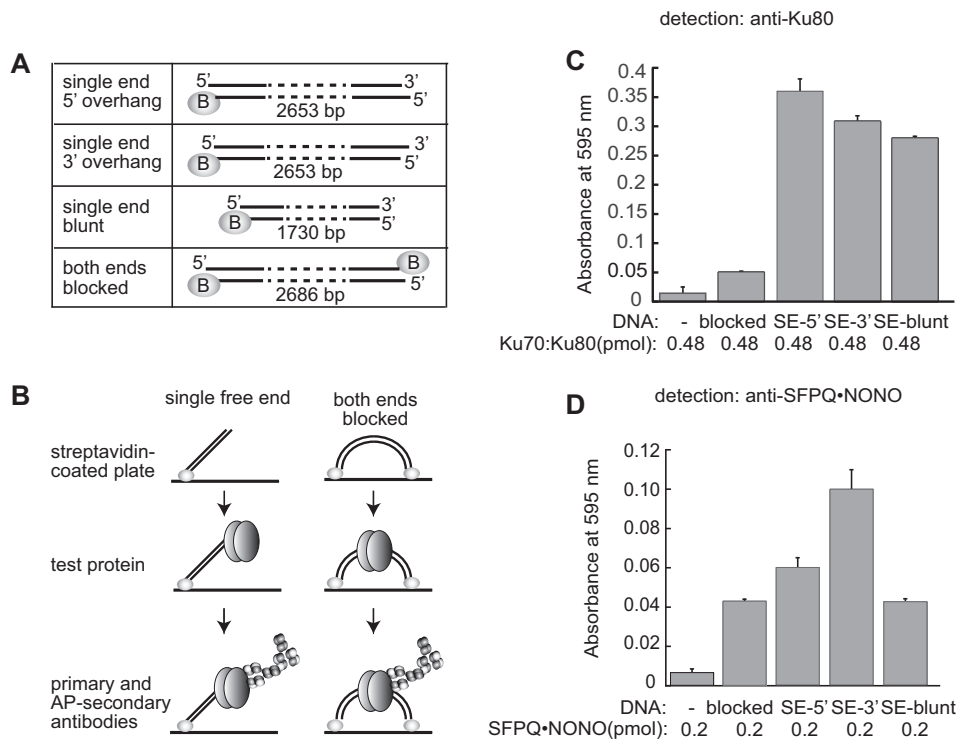 A
single end
5’ overhang
5’
3’
B
2653 bp
5’
single end
3’ overhang
5’
3’
B
2653 bp
5’
single end
blunt
5’
3’
B
1730 bp
5’
both ends
blocked
5’
B
B
2686 bp
5’
B
single free end
both ends
blocked
streptavidin-
coated plate
test protein
primary and
AP-secondary
antibodies
detection: anti-Ku80
C
Absorbance at 595 nm
0.4
0.35
0.3
0.25
0.2
0.15
0.1
0.05
0
DNA: - blocked SE-5’ SE-3’ SE-blunt
Ku70:Ku80(pmol): 0.48 0.48 0.48 0.48 0.48
D
detection: anti-SFPQ•NONO
Absorbance at 595 nm
0.12
0.10
0.08
0.06
0.04
0.02
0
DNA: - blocked SE-5’ SE-3’ SE-blunt
SFPQ•NONO(pmol): 0.2 0.2 0.2 0.2 0.2